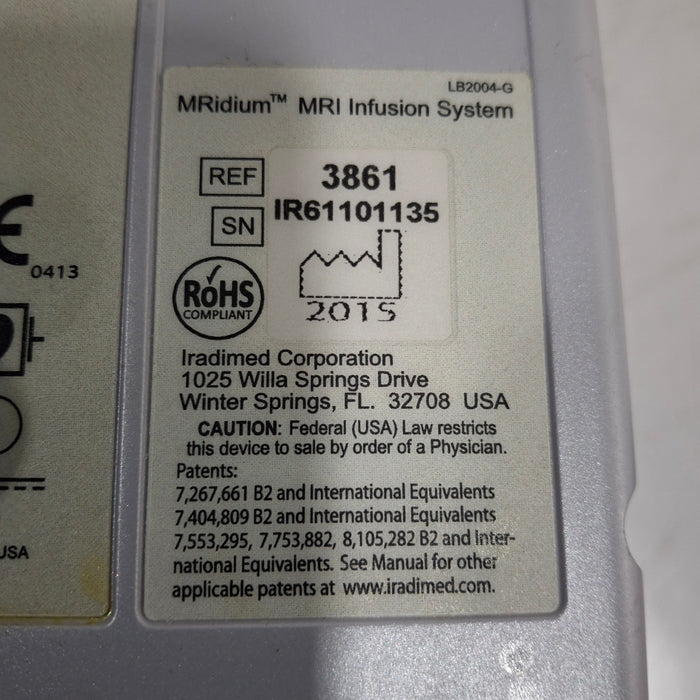 LB2004-G
MRidium™ MRI Infusion System
REF 3861
SN IR61101135
RoHS
COMPLIANT
2015
Iradimed Corporation
1025 Willa Springs Drive
Winter Springs, FL. 32708 USA
CAUTION: Federal (USA) Law restricts
this device to sale by order of a Physician.
Patents:
7,267,661 B2 and International Equivalents
7,404,809 B2 and International Equivalents
7,553,295, 7,753,882, 8,105,282 B2 and Inter-
national Equivalents. See Manual for other
applicable patents at www.iradimed.com.
0413
USA